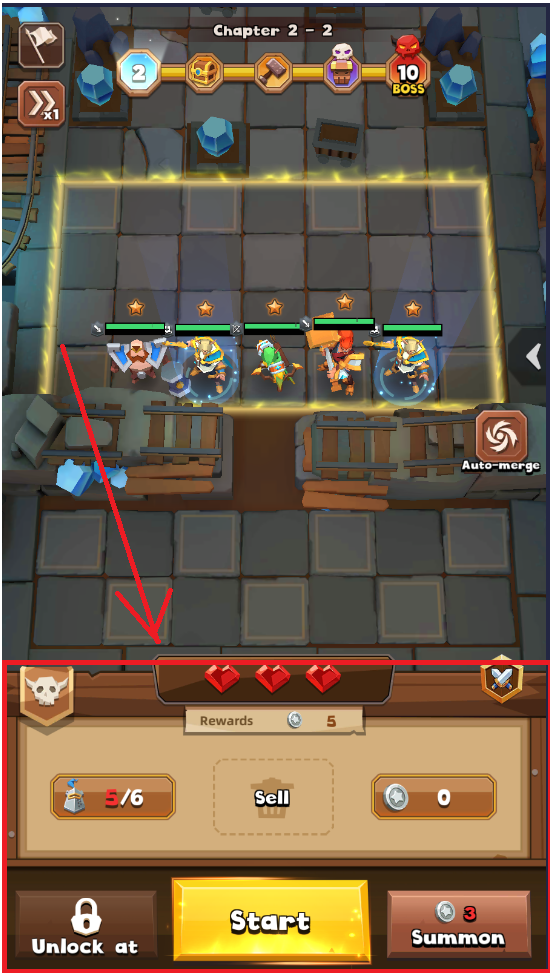 Chapter 2 - 2
2
10
BOSS
x1
Auto-merge
Rewards 5
5/6
Sell
0
Start
3
Unlock at
Summon